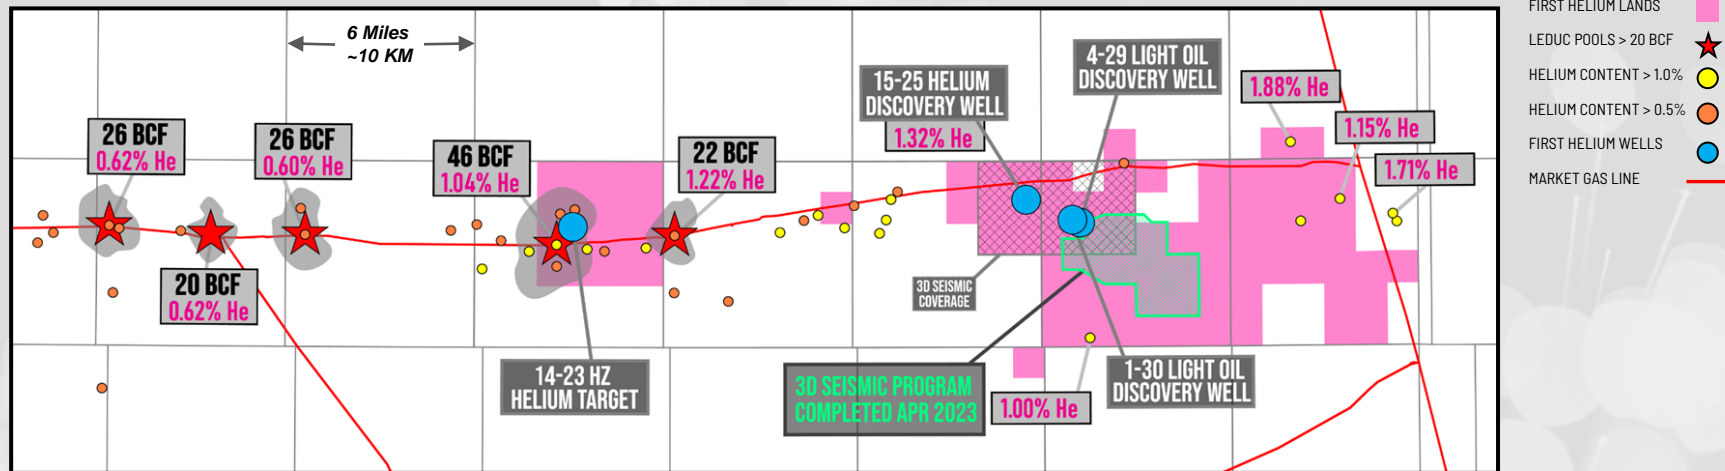 6 Miles
~10 KM
26 BCF
0.62% He
26 BCF
0.60% He
46 BCF
1.04% He
22 BCF
1.22% He
20 BCF
0.62% He
15-25 HELIUM
DISCOVERY WELL
1.32% He
4-29 LIGHT OIL
DISCOVERY WELL
1.88% He
1.15% He
1.71% He
3D SEISMIC
COVERAGE
14-23 HZ
HELIUM TARGET
3D SEISMIC PROGRAM
COMPLETED APR 2023
1.00% He
1-30 LIGHT OIL
DISCOVERY WELL
FIRST HELIUM LANDS
LEDUC POOLS > 20 BCF
HELIUM CONTENT > 1.0%
HELIUM CONTENT > 0.5%
FIRST HELIUM WELLS
MARKET GAS LINE